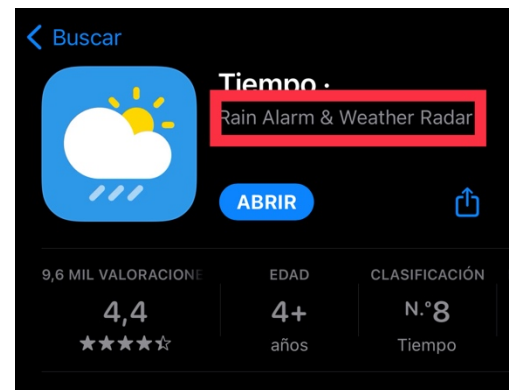 Buscar
Tiempo ·
Rain Alarm & Weather Radar
ABRIR
9,6 MIL VALORACIONE
EDAD
CLASIFICACIÓN
4,4
4+
N.º8
★★★★⯪
años
Tiempo